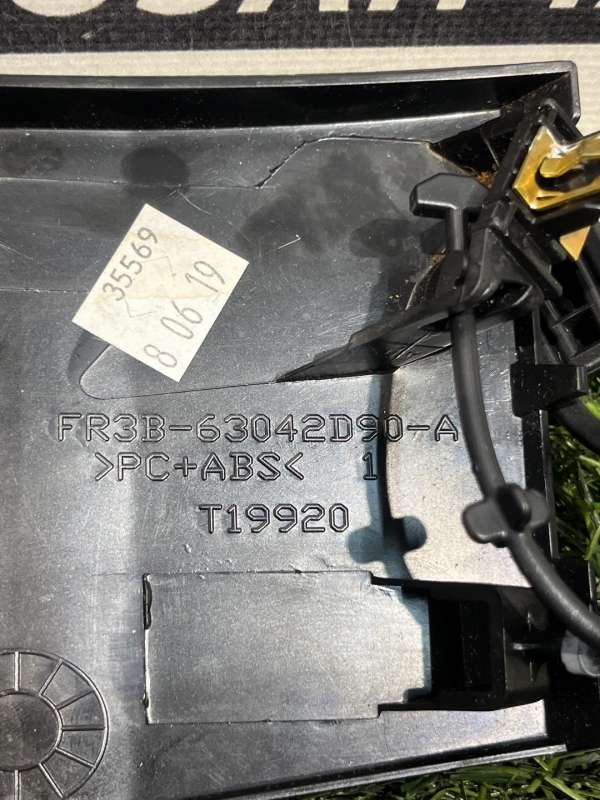 35569
8 06 19
FR3B-63042D90-A
>PC+ABS< 1
T19920